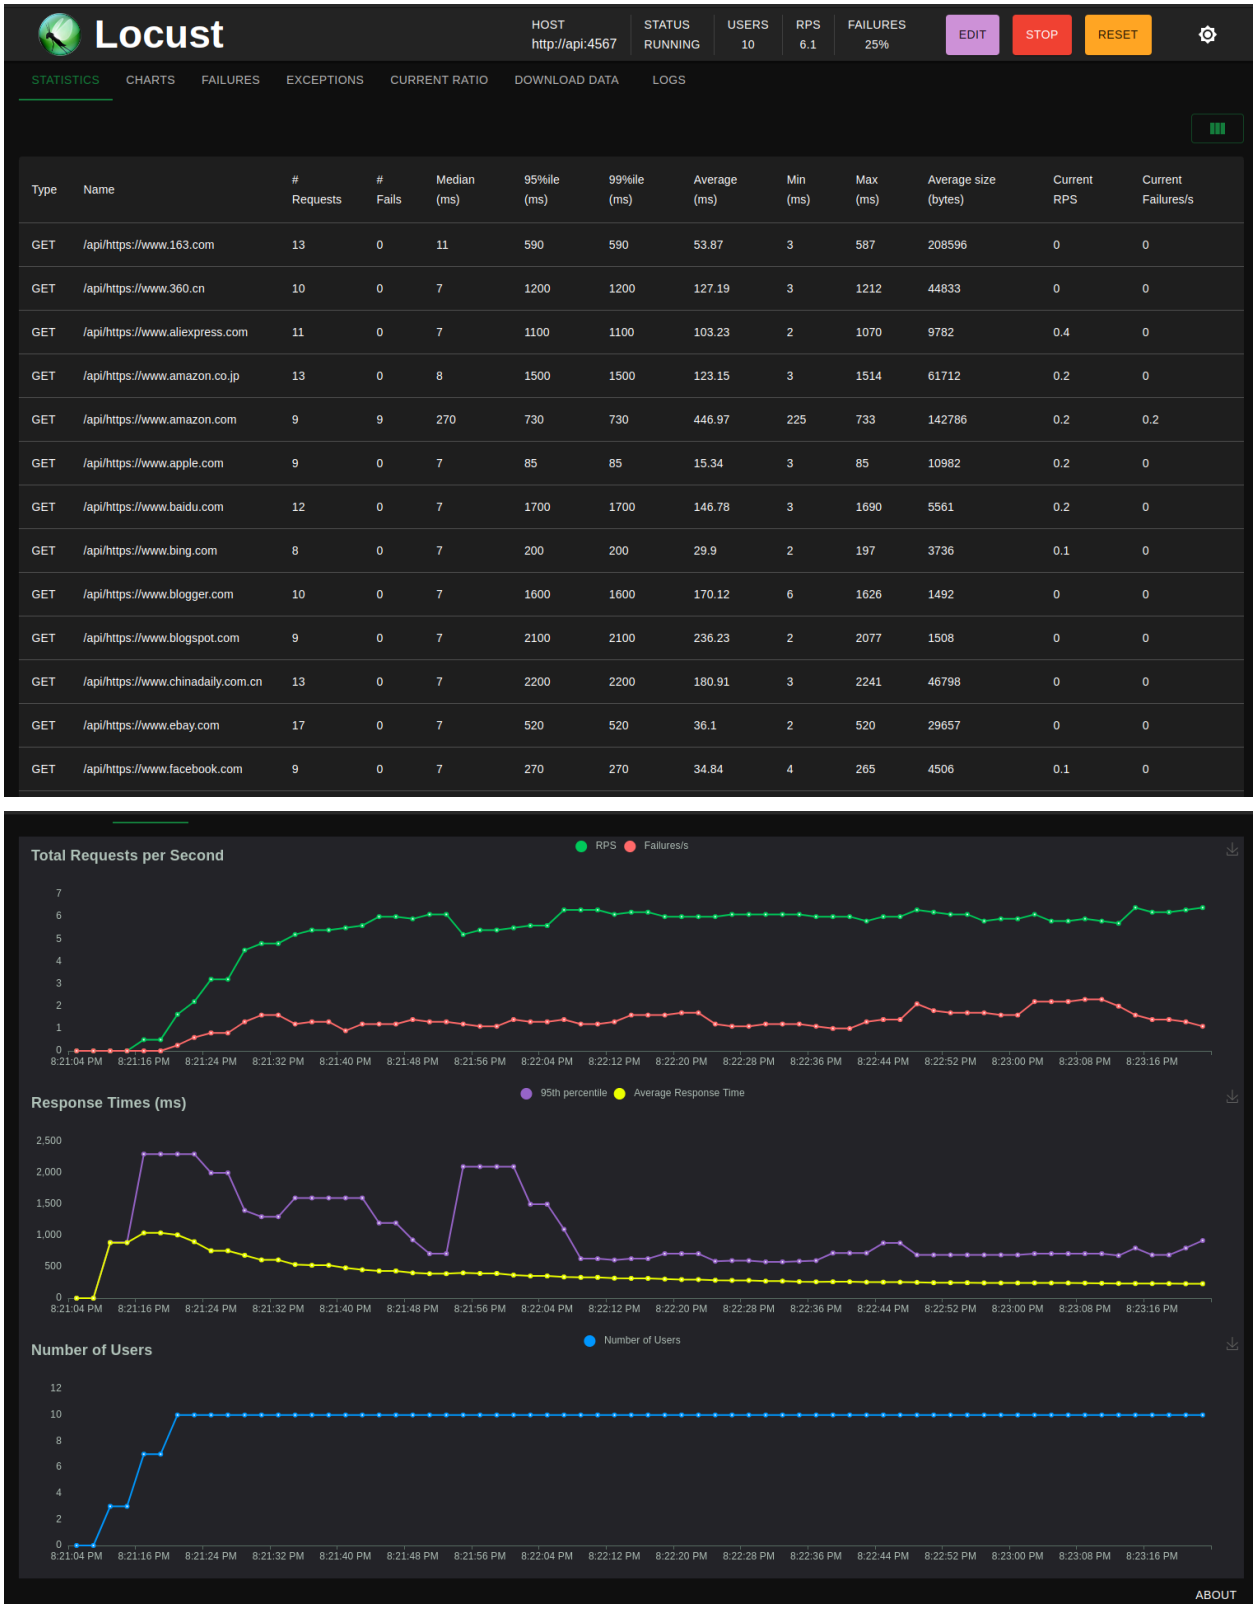 Locust
HOST
http://api:4567
STATUS
RUNNING
USERS
10
RPS
6.1
FAILURES
25%
EDIT
STOP
RESET
STATISTICS CHARTS FAILURES EXCEPTIONS CURRENT RATIO DOWNLOAD DATA LOGS
Type Name # Requests # Fails Median (ms) 95%ile (ms) 99%ile (ms) Average (ms) Min (ms) Max (ms) Average size (bytes) Current RPS Current Failures/s
GET /api/https://www.163.com 13 0 11 590 590 53.87 3 587 208596 0 0
GET /api/https://www.360.cn 10 0 7 1200 1200 127.19 3 1212 44833 0 0
GET /api/https://www.aliexpress.com 11 0 7 1100 1100 103.23 2 1070 9782 0.4 0
GET /api/https://www.amazon.co.jp 13 0 8 1500 1500 123.15 3 1514 61712 0.2 0
GET /api/https://www.amazon.com 9 9 270 730 730 446.97 225 733 142786 0.2 0.2
GET /api/https://www.apple.com 9 0 7 85 85 15.34 3 85 10982 0.2 0
GET /api/https://www.baidu.com 12 0 7 1700 1700 146.78 3 1690 5561 0.2 0
GET /api/https://www.bing.com 8 0 7 200 200 29.9 2 197 3736 0.1 0
GET /api/https://www.blogger.com 10 0 7 1600 1600 170.12 6 1626 1492 0 0
GET /api/https://www.blogspot.com 9 0 7 2100 2100 236.23 2 2077 1508 0 0
GET /api/https://www.chinadaily.com.cn 13 0 7 2200 2200 180.91 3 2241 46798 0 0
GET /api/https://www.ebay.com 17 0 7 520 520 36.1 2 520 29657 0 0
GET /api/https://www.facebook.com 9 0 7 270 270 34.84 4 265 4506 0.1 0
Total Requests per Second
RPS Failures/s
7
6
5
4
3
2
1
0
8:21:04 PM 8:21:16 PM 8:21:24 PM 8:21:32 PM 8:21:40 PM 8:21:48 PM 8:21:56 PM 8:22:04 PM 8:22:12 PM 8:22:20 PM 8:22:28 PM 8:22:36 PM 8:22:44 PM 8:22:52 PM 8:23:00 PM 8:23:08 PM 8:23:16 PM
Response Times (ms)
95th percentile Average Response Time
2,500
2,000
1,500
1,000
500
0
8:21:04 PM 8:21:16 PM 8:21:24 PM 8:21:32 PM 8:21:40 PM 8:21:48 PM 8:21:56 PM 8:22:04 PM 8:22:12 PM 8:22:20 PM 8:22:28 PM 8:22:36 PM 8:22:44 PM 8:22:52 PM 8:23:00 PM 8:23:08 PM 8:23:16 PM
Number of Users
Number of Users
12
10
8
6
4
2
0
8:21:04 PM 8:21:16 PM 8:21:24 PM 8:21:32 PM 8:21:40 PM 8:21:48 PM 8:21:56 PM 8:22:04 PM 8:22:12 PM 8:22:20 PM 8:22:28 PM 8:22:36 PM 8:22:44 PM 8:22:52 PM 8:23:00 PM 8:23:08 PM 8:23:16 PM
ABOUT